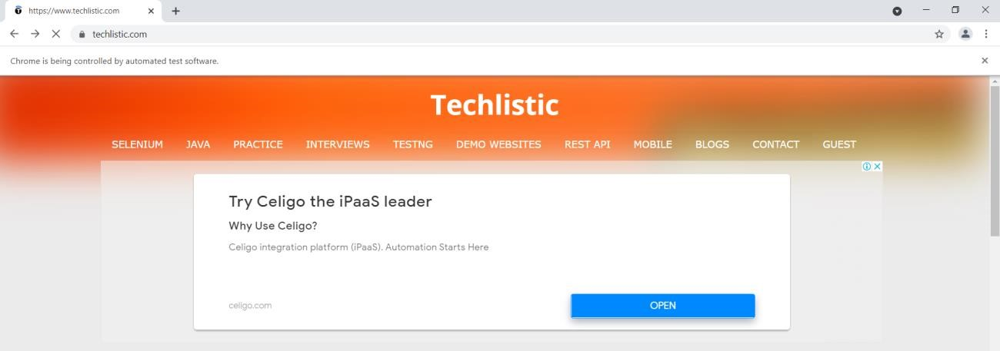 https://www.techlistic.com
techlistic.com
Chrome is being controlled by automated test software.
Techlistic
SELENIUM JAVA PRACTICE INTERVIEWS TESTNG DEMO WEBSITES REST API MOBILE BLOGS CONTACT GUEST
Try Celigo the iPaaS leader
Why Use Celigo?
Celigo integration platform (iPaaS). Automation Starts Here
celigo.com OPEN